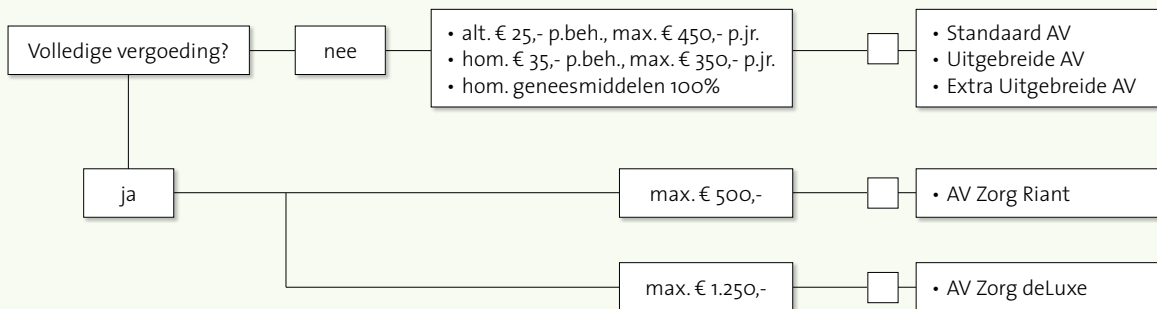 Volledige vergoeding?
nee
• alt. € 25,- p.beh., max. € 450,- p.jr.
• hom. € 35,- p.beh., max. € 350,- p.jr.
• hom. geneesmiddelen 100%
• Standaard AV
• Uitgebreide AV
• Extra Uitgebreide AV
ja
max. € 500,-
• AV Zorg Riant
max. € 1.250,-
• AV Zorg deLuxe